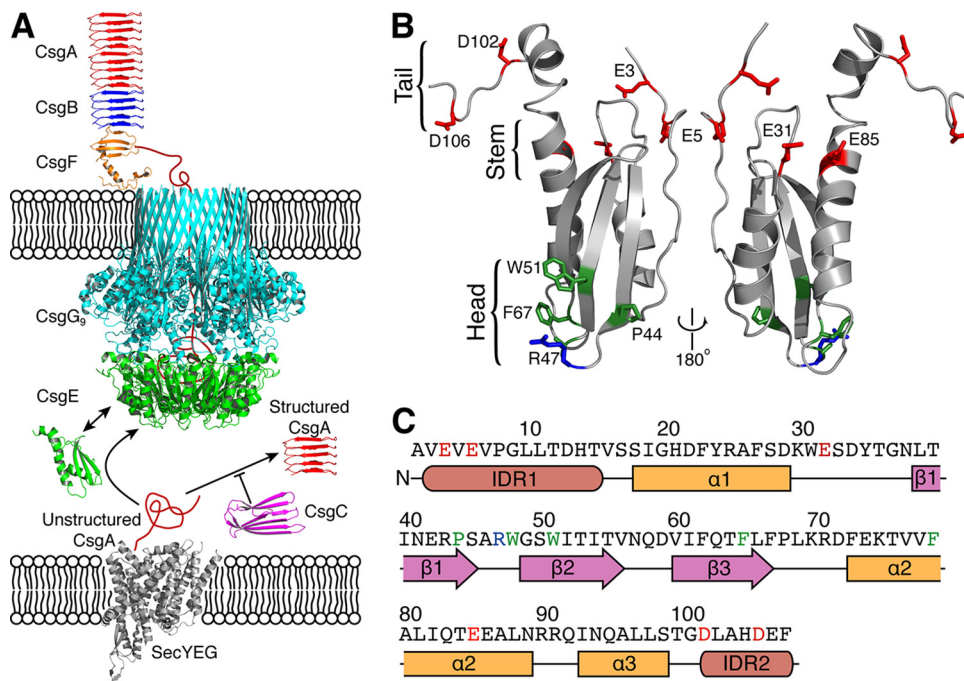 A
CsgA
CsgB
CsgF
CsgG9
CsgE
Structured
CsgA
Unstructured
CsgA
CsgC
SecYEG
B
Tail
Stem
Head
D102
D106
E3
E5
E31
E85
W51
F67
R47
P44
180°
C
10 20 30
AVEVEVPGLLTDHTVSSIGHDFYRAFSDKWESDYTGNLT
N
IDR1 α1 β1
40 50 60 70
INERPSARWGSWITITVNQDVIFQTFLFPLKRDFEKTVVF
β1 β2 β3 α2
80 90 100
ALIQTEEALNRRQINQALLSTGDLAHDEF
α2 α3 IDR2